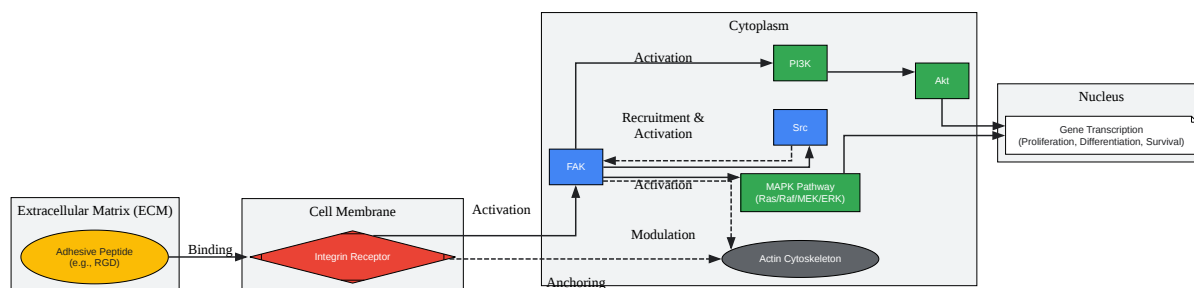 Cytoplasm
Activation
PI3K
Akt
Nucleus
Recruitment &
Activation
Src
Gene Transcription
(Proliferation, Differentiation, Survival)
FAK
Activation
MAPK Pathway
(Ras/Raf/MEK/ERK)
Extracellular Matrix (ECM)
Cell Membrane
Activation
Adhesive Peptide
(e.g., RGD)
Binding
Integrin Receptor
Modulation
Actin Cytoskeleton
Anchoring